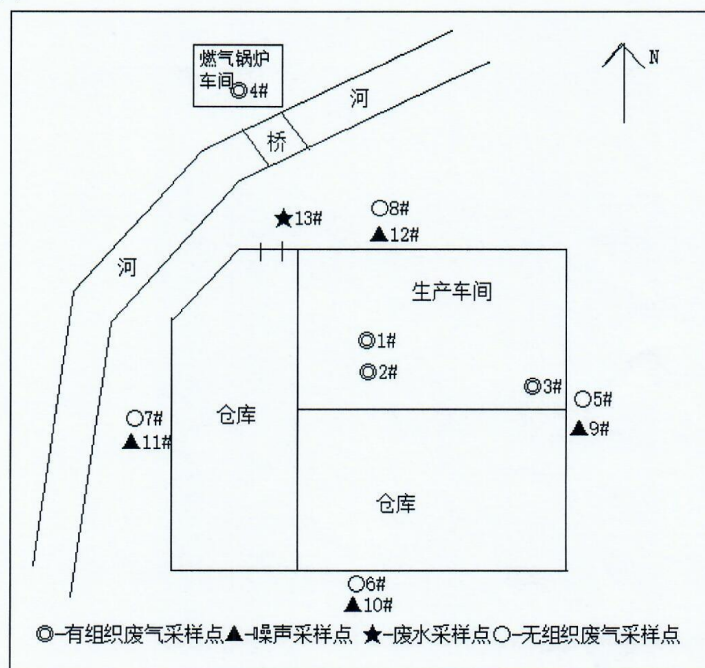 燃气锅炉
车间
4#
N
河
桥
13#
8#
12#
河
生产车间
1#
2#
3#
5#
9#
7#
11#
仓库
仓库
6#
10#
◎-有组织废气采样点▲-噪声采样点 ★-废水采样点○-无组织废气采样点